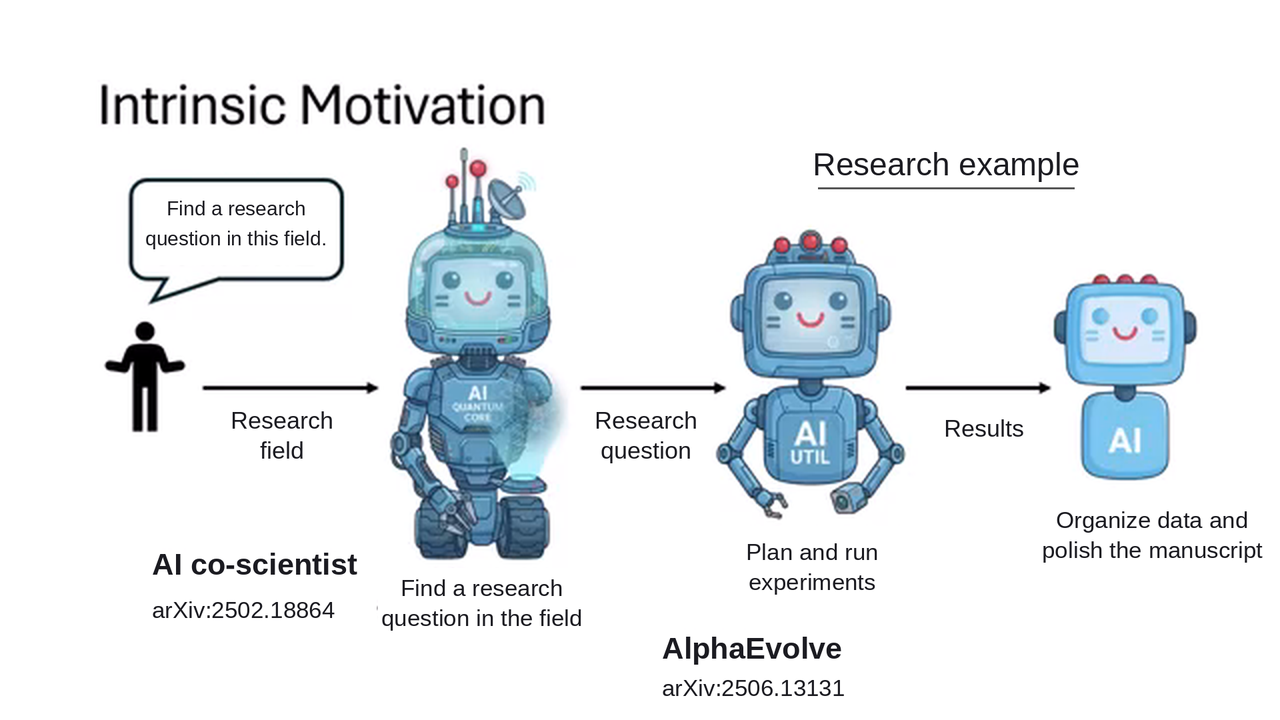 Intrinsic Motivation
Research example
Find a research
question in this field.
Research
field
AI
QUANTUM
CORE
Research
question
AI
UTIL
Results
AI
Organize data and
polish the manuscript
Plan and run
experiments
AI co-scientist
arXiv:2502.18864
Find a research
question in the field
AlphaEvolve
arXiv:2506.13131